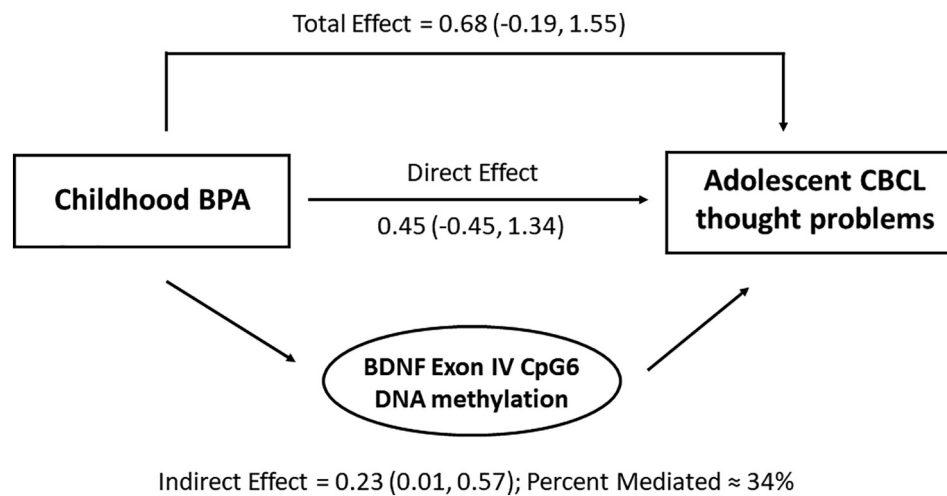 Total Effect = 0.68 (-0.19, 1.55)
Childhood BPA
Direct Effect
0.45 (-0.45, 1.34)
Adolescent CBCL
thought problems
BDNF Exon IV CpG6
DNA methylation
Indirect Effect = 0.23 (0.01, 0.57); Percent Mediated ≈ 34%